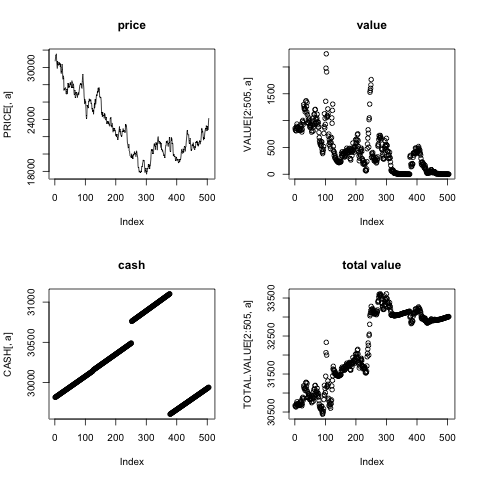 price
PRICE[, a]
18000 24000 30000
0 100 200 300 400 500
Index
value
VALUE[2:505, a]
0 500 1500
0 100 200 300 400 500
Index
cash
CASH[, a]
30000 30500 31000
0 100 200 300 400 500
Index
total value
TOTAL.VALUE[2:505, a]
30500 31500 32500 33500
0 100 200 300 400 500
Index